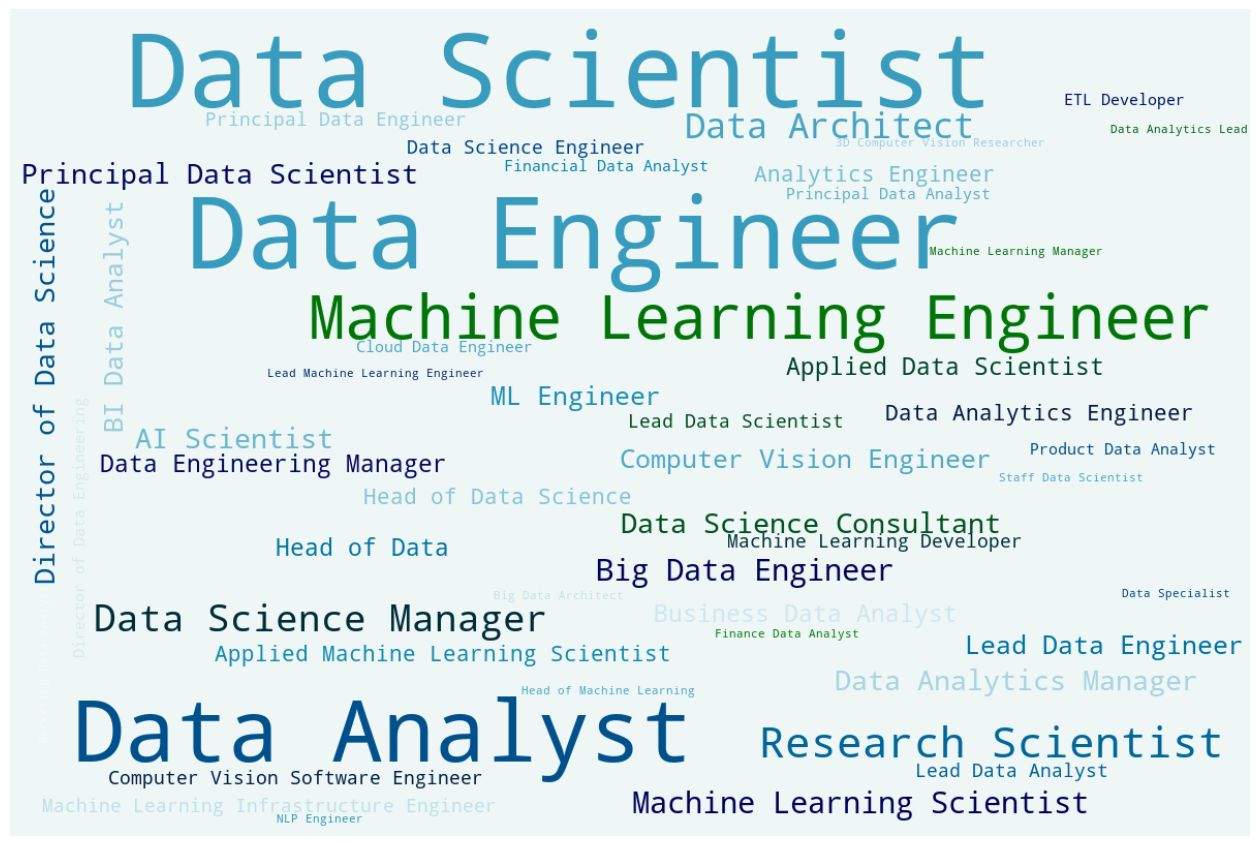 Data Scientist
ETL Developer
Principal Data Engineer
Data Architect
Data Analytics Lead
3D Computer Vision Researcher
Data Science Engineer
Financial Data Analyst
Principal Data Scientist
Analytics Engineer
Principal Data Analyst
Director of Data Science
BI Data Analyst
Data Engineer
Machine Learning Manager
Machine Learning Engineer
Cloud Data Engineer
Lead Machine Learning Engineer
Applied Data Scientist
ML Engineer
Director of Data Engineering
Lead Data Scientist
Data Analytics Engineer
AI Scientist
Data Engineering Manager
Computer Vision Engineer
Product Data Analyst
Staff Data Scientist
Head of Data Science
Data Science Consultant
Machine Learning Developer
Head of Data
Big Data Engineer
Big Data Architect
Data Specialist
Data Science Manager
Business Data Analyst
Finance Data Analyst
Applied Machine Learning Scientist
Lead Data Engineer
Data Analytics Manager
Head of Machine Learning
Data Analyst
Research Scientist
Lead Data Analyst
Computer Vision Software Engineer
Machine Learning Infrastructure Engineer
Machine Learning Scientist
NLP Engineer